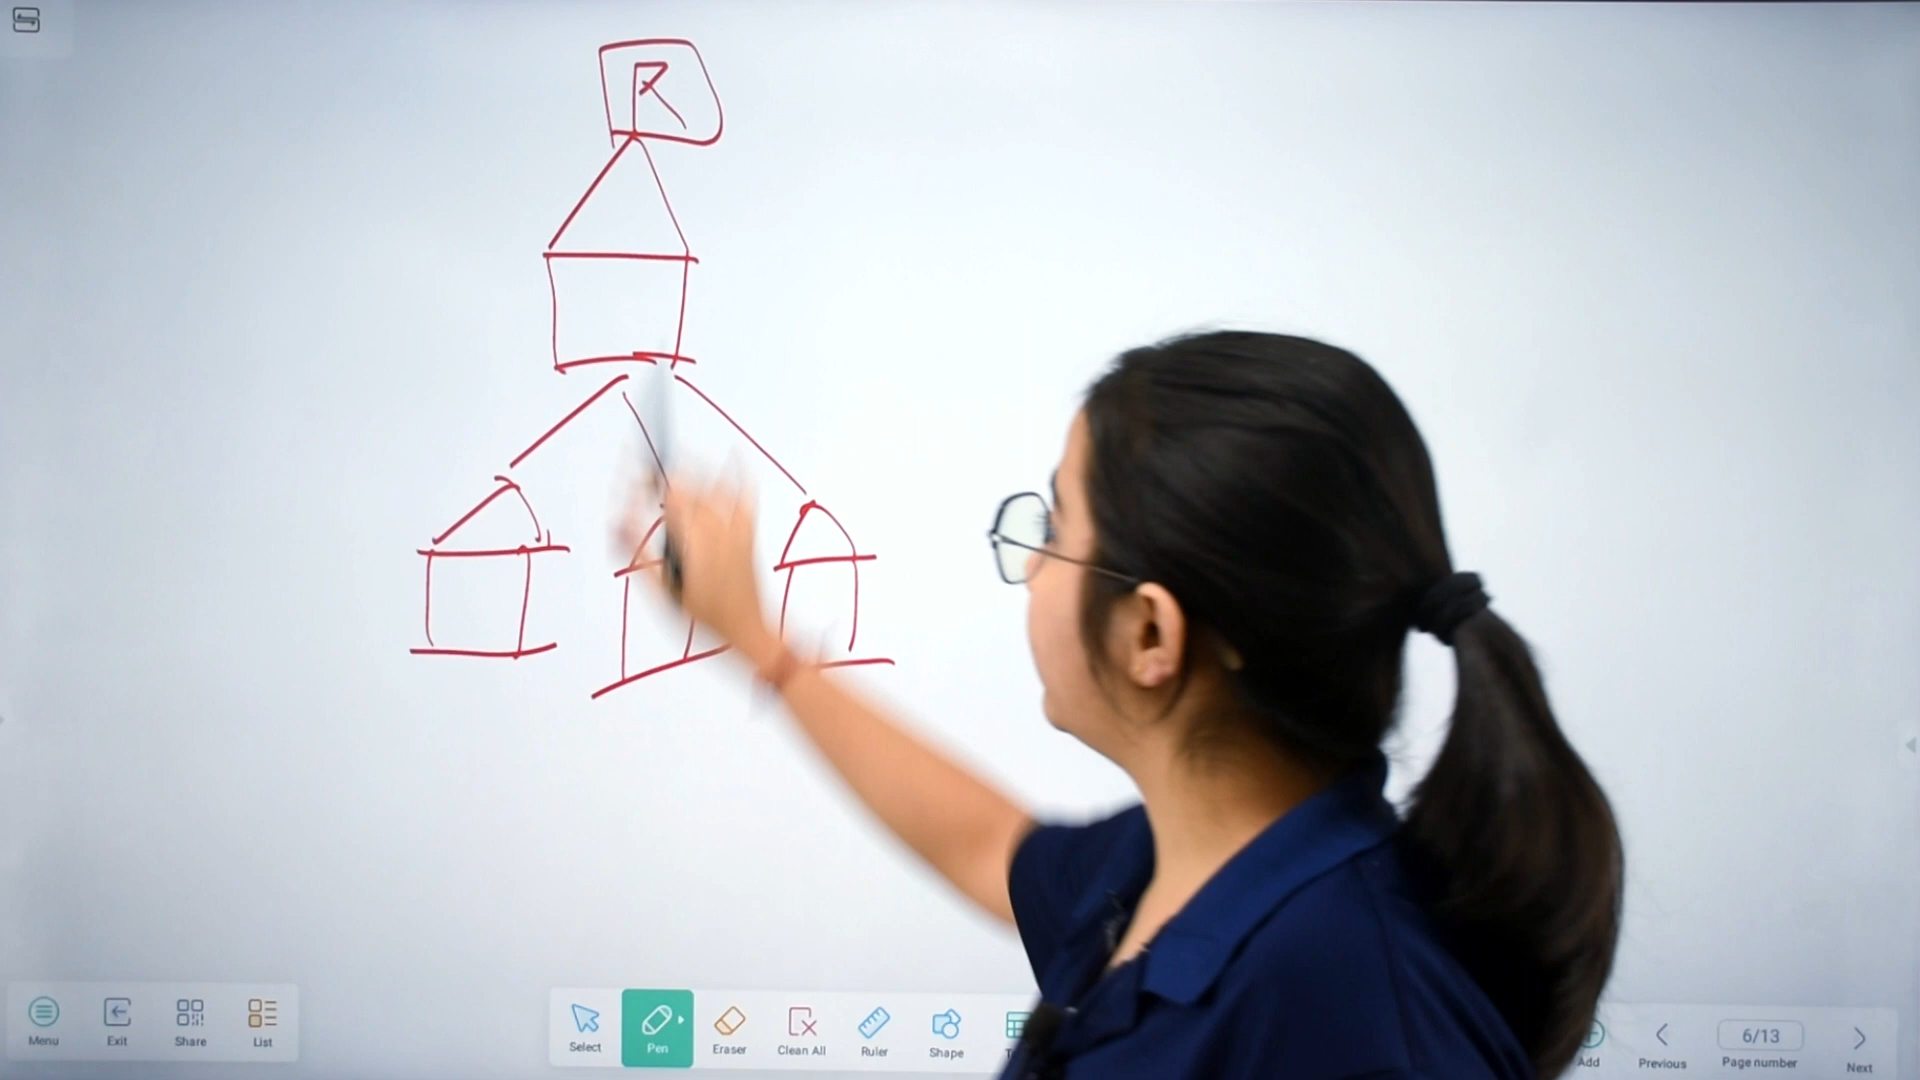 R
Menu
Exit
Share
List
Select
Pen
Eraser
Clean All
Ruler
Shape
Add
Previous
6/13
Page number
Next